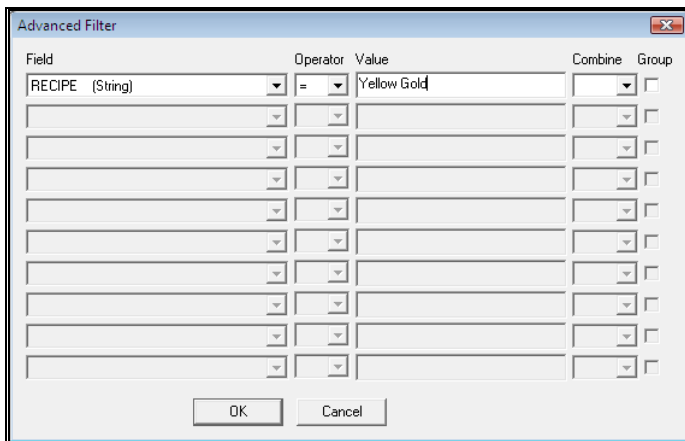 Advanced Filter
Field Operator Value Combine Group
RECIPE (String) = Yellow Gold
OK Cancel